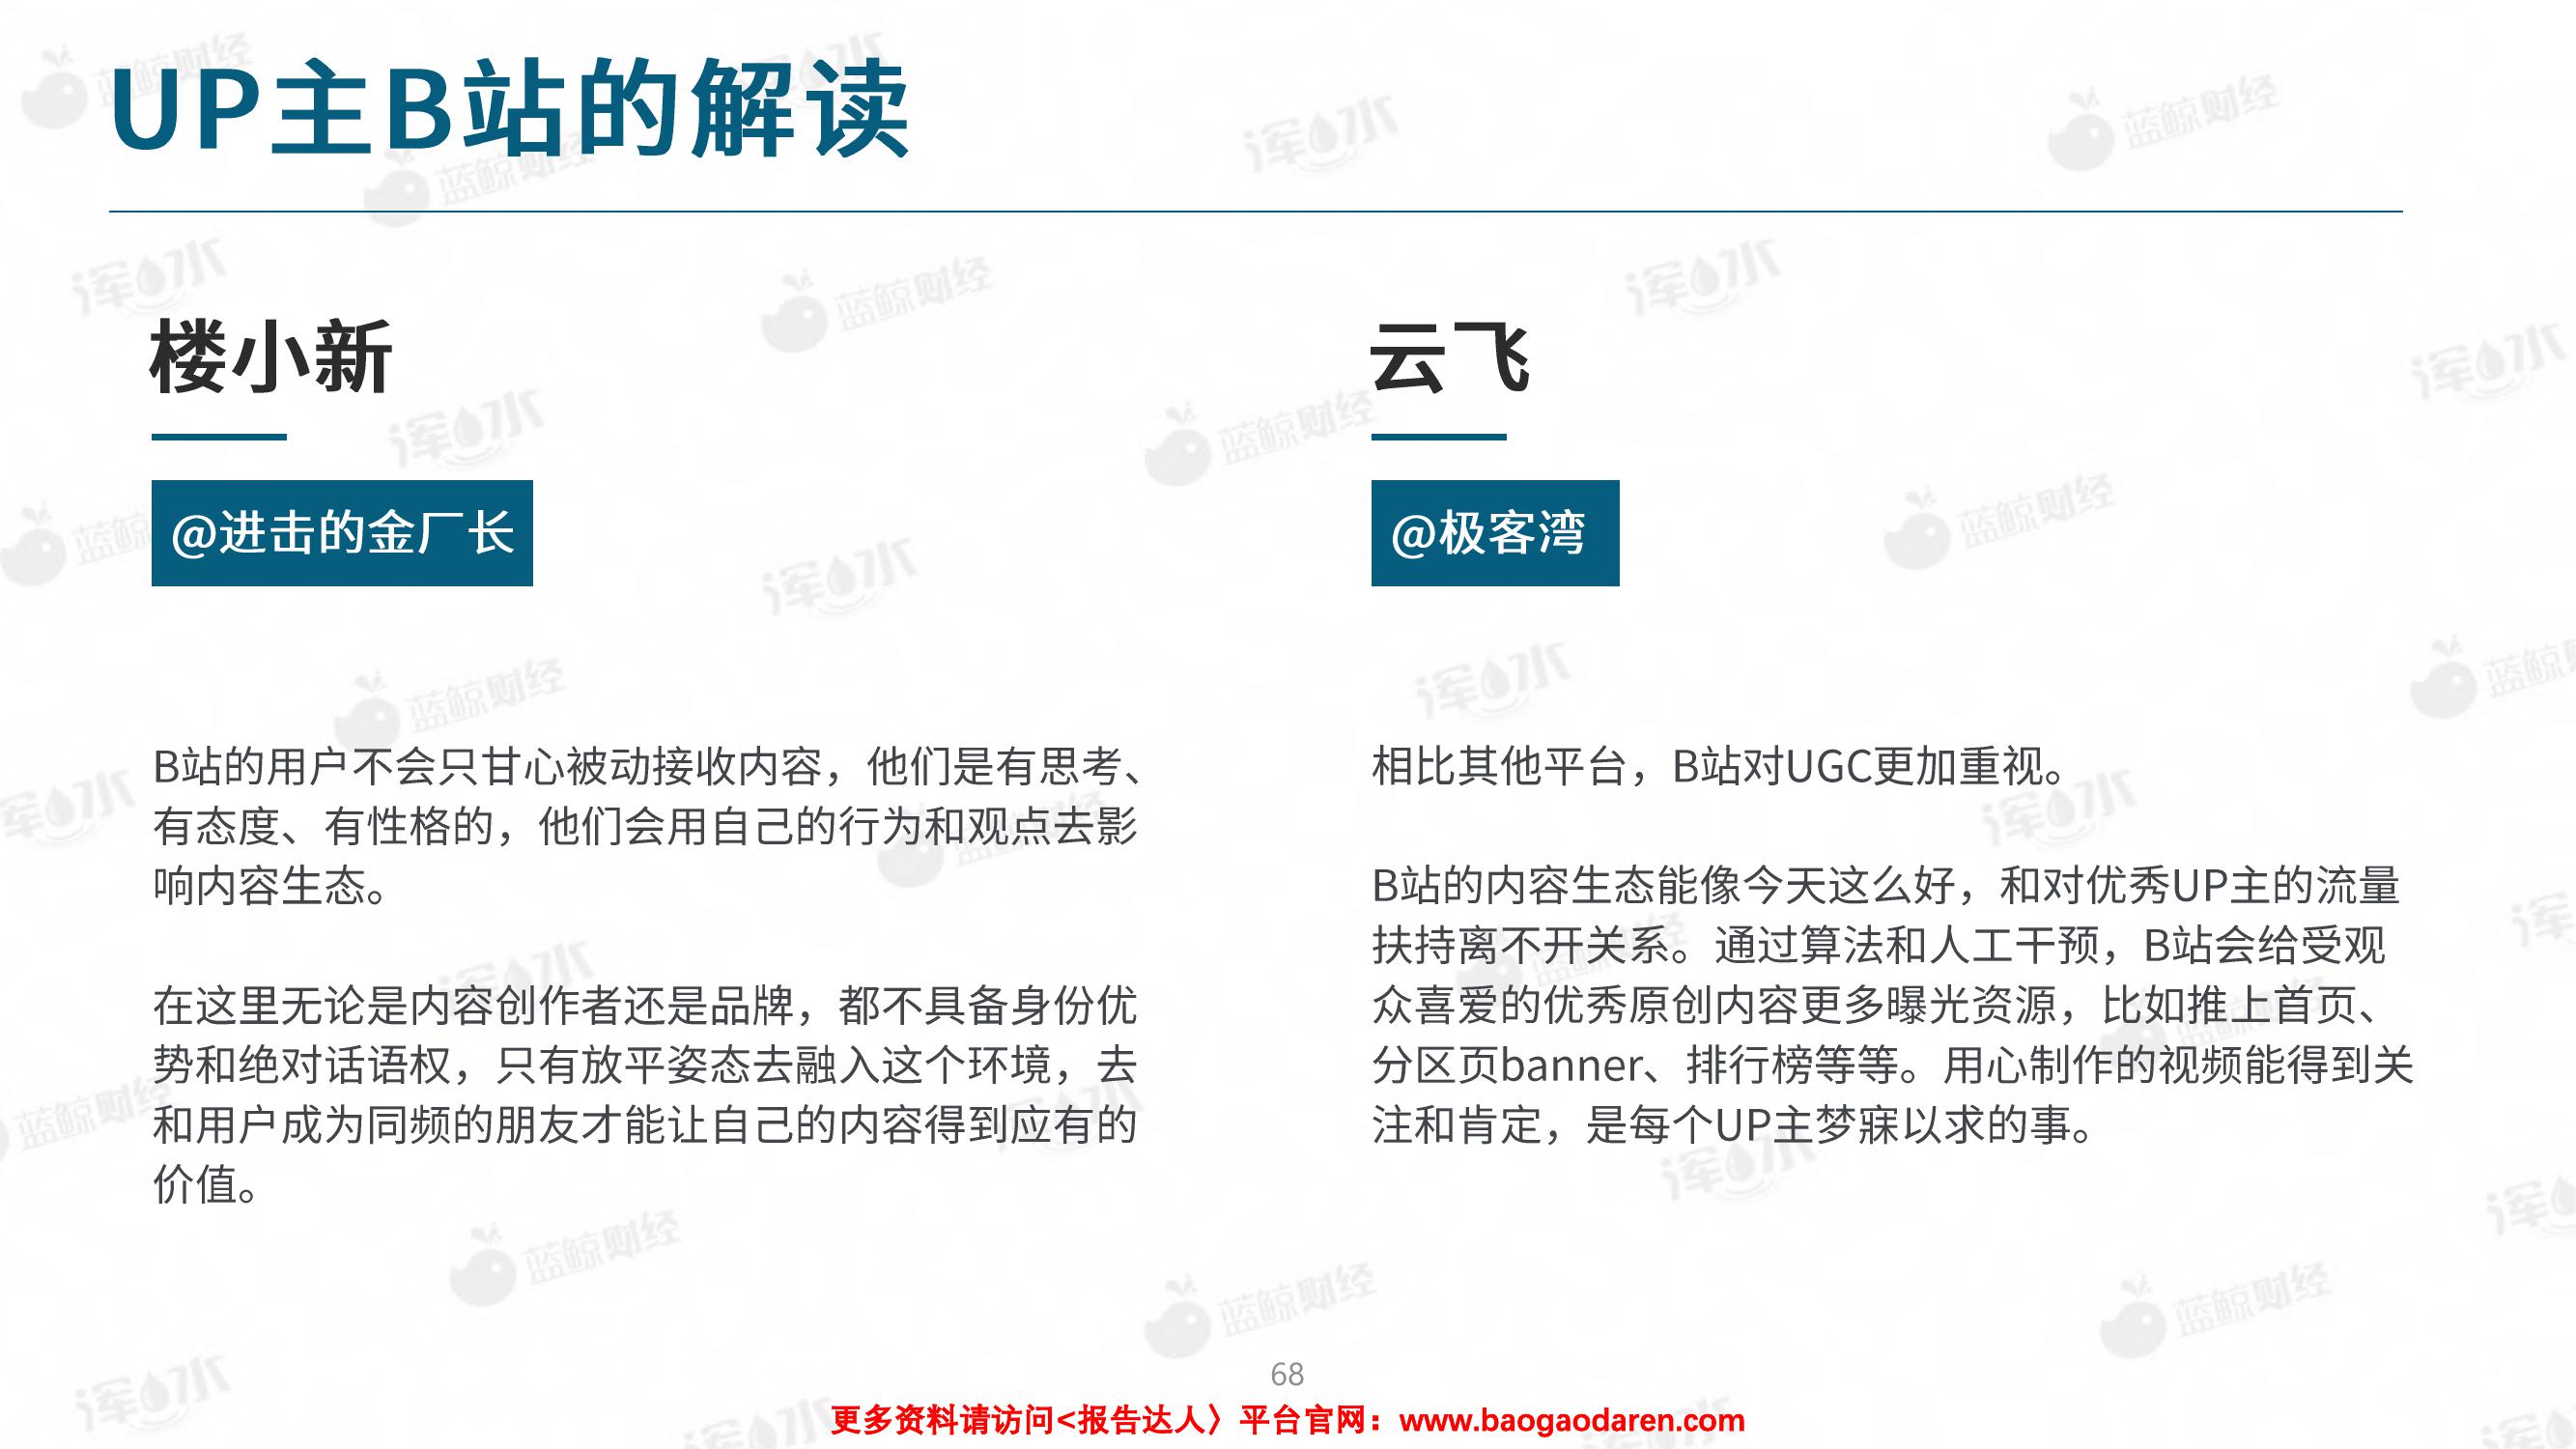 UP主B站的解读
楼小新
@进击的金厂长
B站的用户不会只甘心被动接收内容，他们是有思考、
有态度、有性格的，他们会用自己的行为和观点去影
响内容生态。
在这里无论是内容创作者还是品牌，都不具备身份优
势和绝对话语权，只有放平姿态去融入这个环境，去
和用户成为同频的朋友才能让自己的内容得到应有的
价值。
云飞
@极客湾
相比其他平台，B站对UGC更加重视。
B站的内容生态能像今天这么好，和对优秀UP主的流量
扶持离不开关系。通过算法和人工干预，B站会给受观
众喜爱的优秀原创内容更多曝光资源，比如推上首页、
分区页banner、排行榜等等。用心制作的视频能得到关
注和肯定，是每个UP主梦寐以求的事。
68
更多资料请访问<报告达人〉平台官网：www.baogaodaren.com
蓝鲸财经
浑水